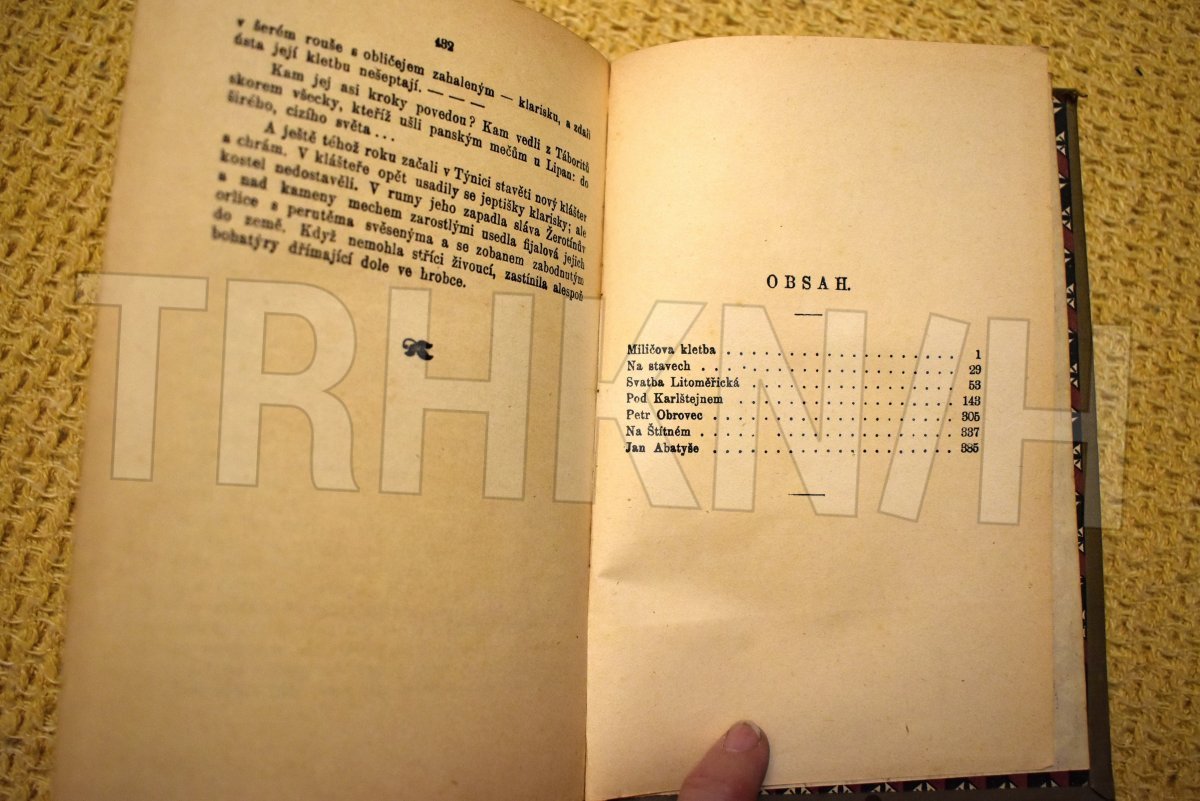 432
v šerém rouše s obličejem zahaleným — klarisku, a zdali
ústa její kletbu nešeptají. — — —
Kam jej asi kroky povedou? Kam vedli z Táboritů
skorem všecky, kteříž ušli panským mečům u Lipan: do
širého, cizího světa...
A ještě téhož roku začali v Týnici stavěti nový klášter
a chrám. V klášteře opět usadily se jeptišky klarisky; ale
kostel nedostavěli. V rumy jeho zapadla sláva Žerotínův
a nad kameny mechem zarostlými usedla fijalová jejich
orlice s perutěma svěsenýma a se zobanem zabodnutým
do země. Když nemohla stříci živoucí, zastínila alespoň
bohatýry dřímající dole ve hrobce.
OBSAH.
Miličova kletba . . . . . . . . . . . . . . . . . . 1
Na stavech . . . . . . . . . . . . . . . . . . . . 29
Svatba Litoměřická . . . . . . . . . . . . . . . . 53
Pod Karlštejnem . . . . . . . . . . . . . . . . . . 143
Petr Obrovec . . . . . . . . . . . . . . . . . . . 305
Na Štítném . . . . . . . . . . . . . . . . . . . . 337
Jan Abatyše . . . . . . . . . . . . . . . . . . . . 385
TRHKNIH